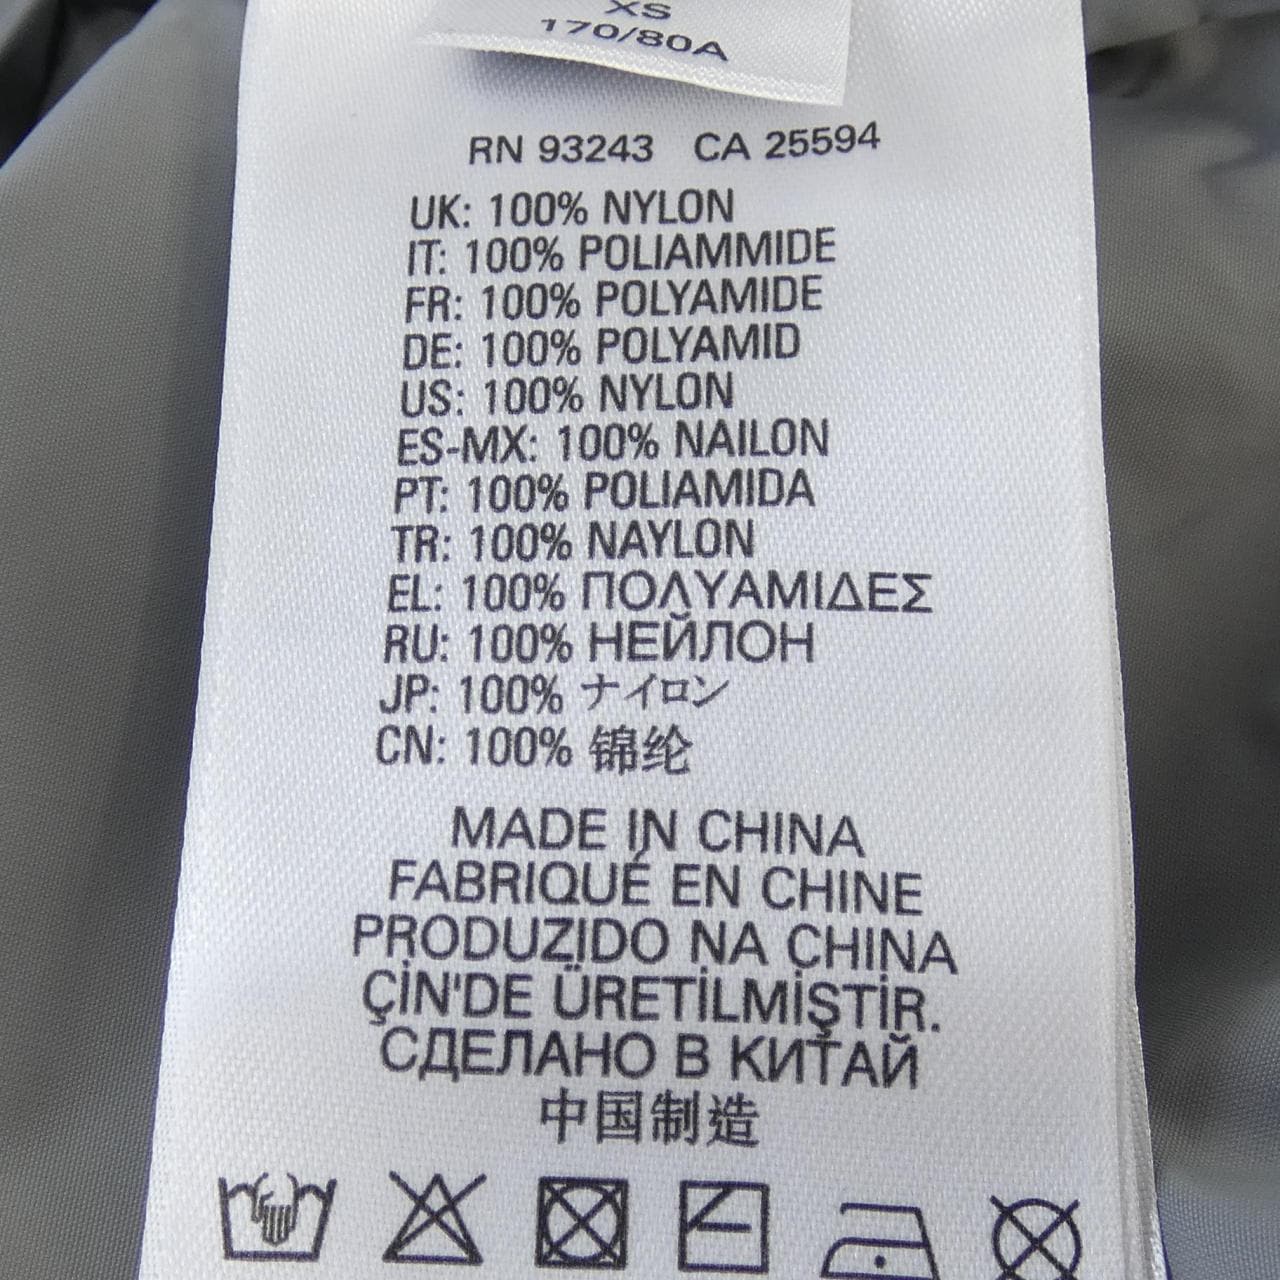 XS
170/80A
RN 93243 CA 25594
UK: 100% NYLON
IT: 100% POLIAMMIDE
FR: 100% POLYAMIDE
DE: 100% POLYAMID
US: 100% NYLON
ES-MX: 100% NAILON
PT: 100% POLIAMIDA
TR: 100% NAYLON
EL: 100% ΠΟΛΥΑΜΙΔΕΣ
RU: 100% НЕЙЛОН
JP: 100% ナイロン
CN: 100% 锦纶
MADE IN CHINA
FABRIQUÉ EN CHINE
PRODUZIDO NA CHINA
ÇİN'DE ÜRETİLMİŞTİR.
СДЕЛАНО В КИТАЙ
中国制造